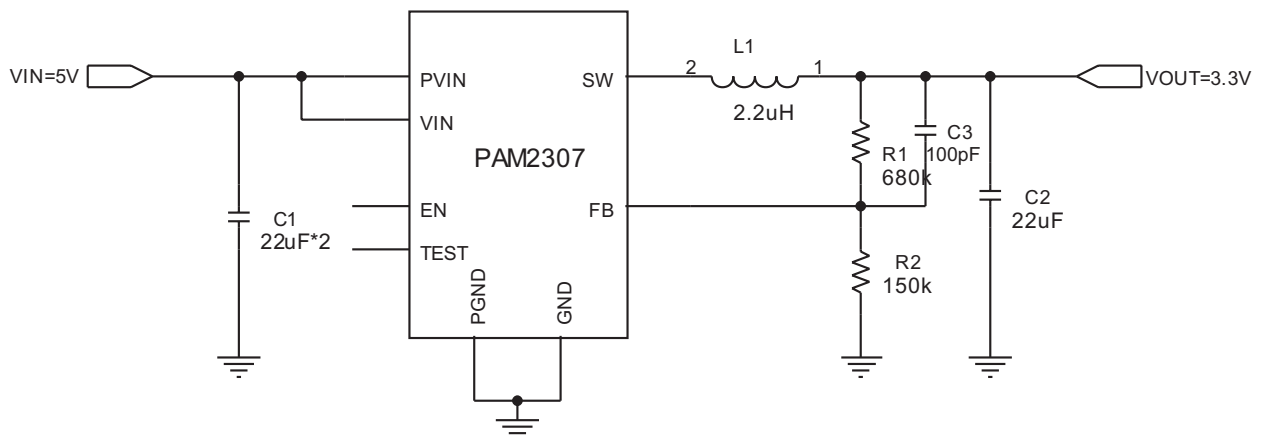 L1
VIN=5V
PVIN
SW
2
1
VOUT=3.3V
2.2uH
VIN
C3
PAM2307
R1
100pF
680k
C2
EN
FB
C1
22uF
22uF*2
TEST
R2
150k
PGND
GND